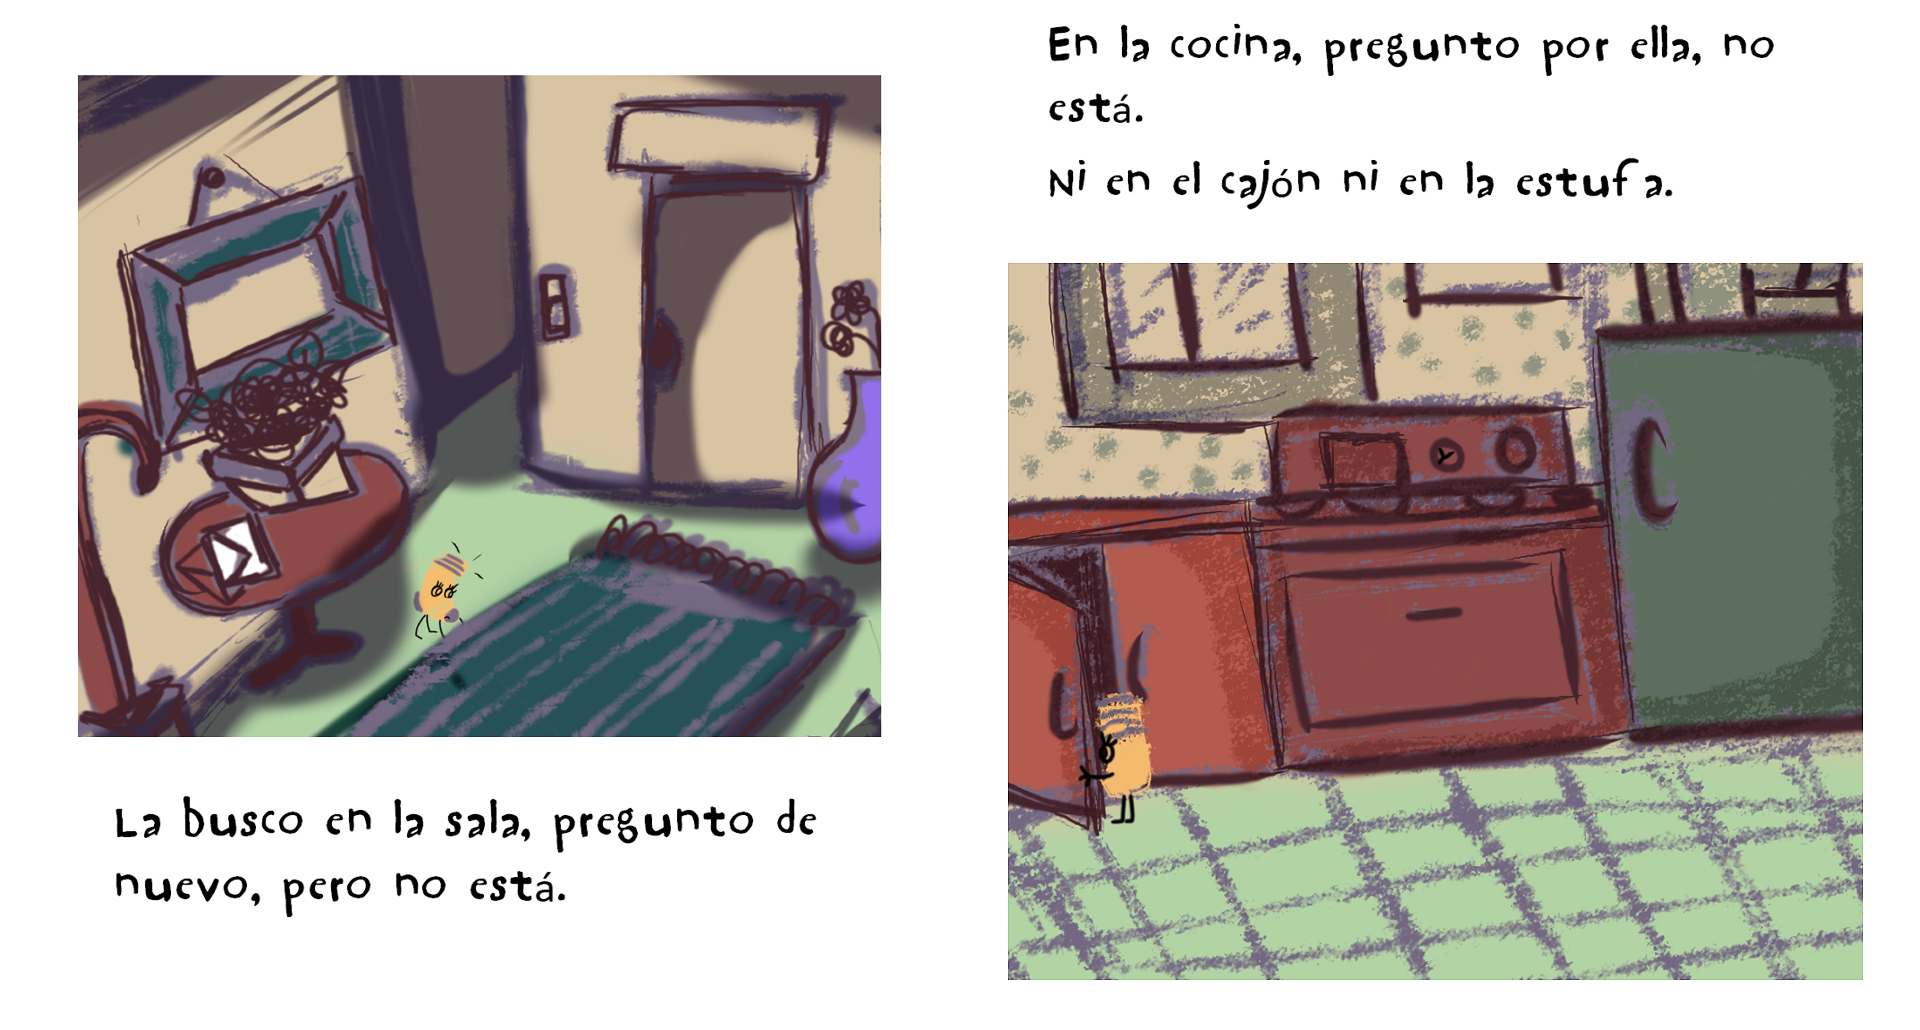 La busco en la sala, pregunto de
nuevo, pero no está.
En la cocina, pregunto por ella, no
está.
Ni en el cajón ni en la estufa.